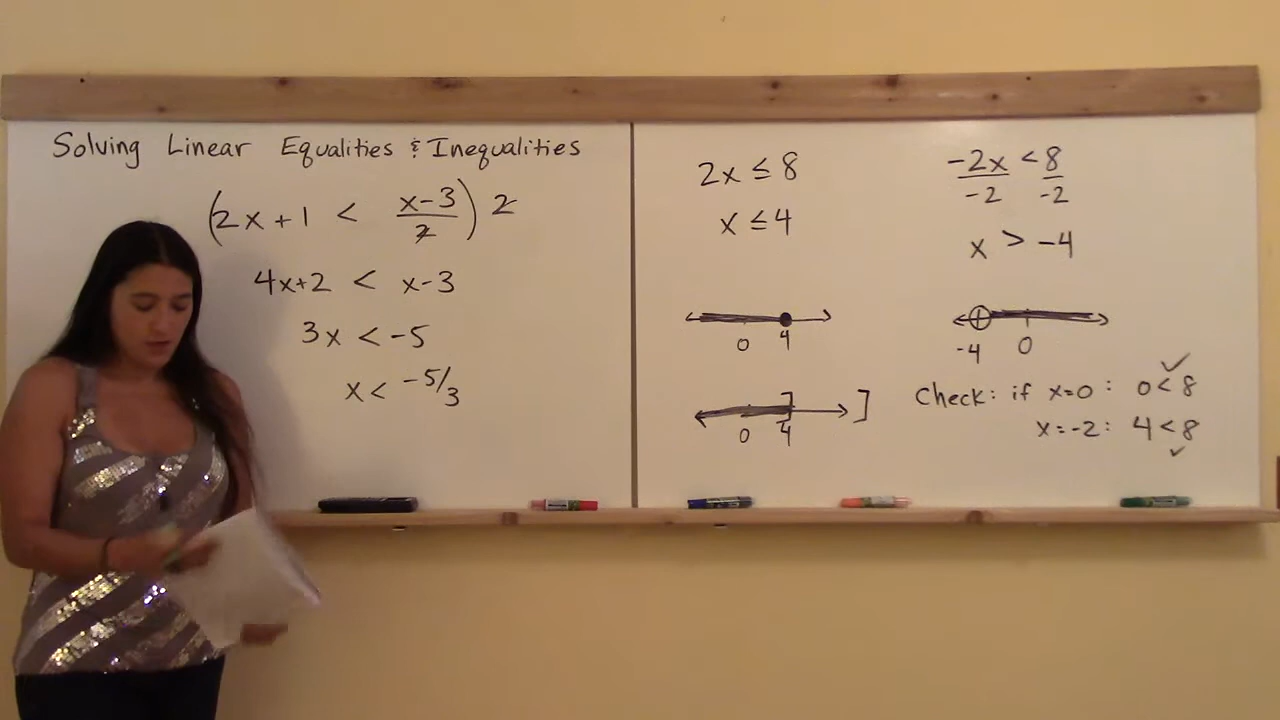 Solving Linear Equalities & Inequalities
(2x+1 < x-3/2) 2
4x+2 < x-3
3x < -5
x < -5/3
2x ≤ 8
x ≤ 4
0 4
0 4
]
-2x/-2 < 8/-2
x > -4
-4 0
Check: if x=0: 0<8 ✓
x=-2: 4<8 ✓